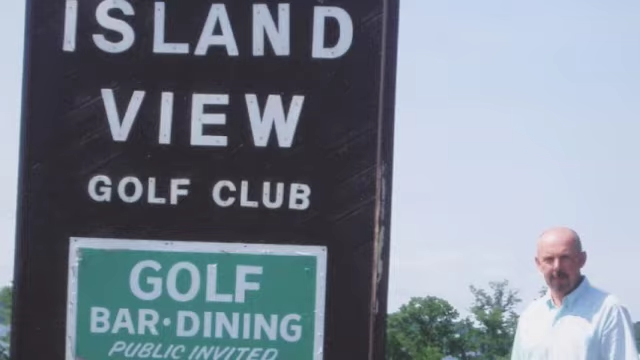 ISLAND
VIEW
GOLF CLUB
GOLF
BAR·DINING
PUBLIC INVITED